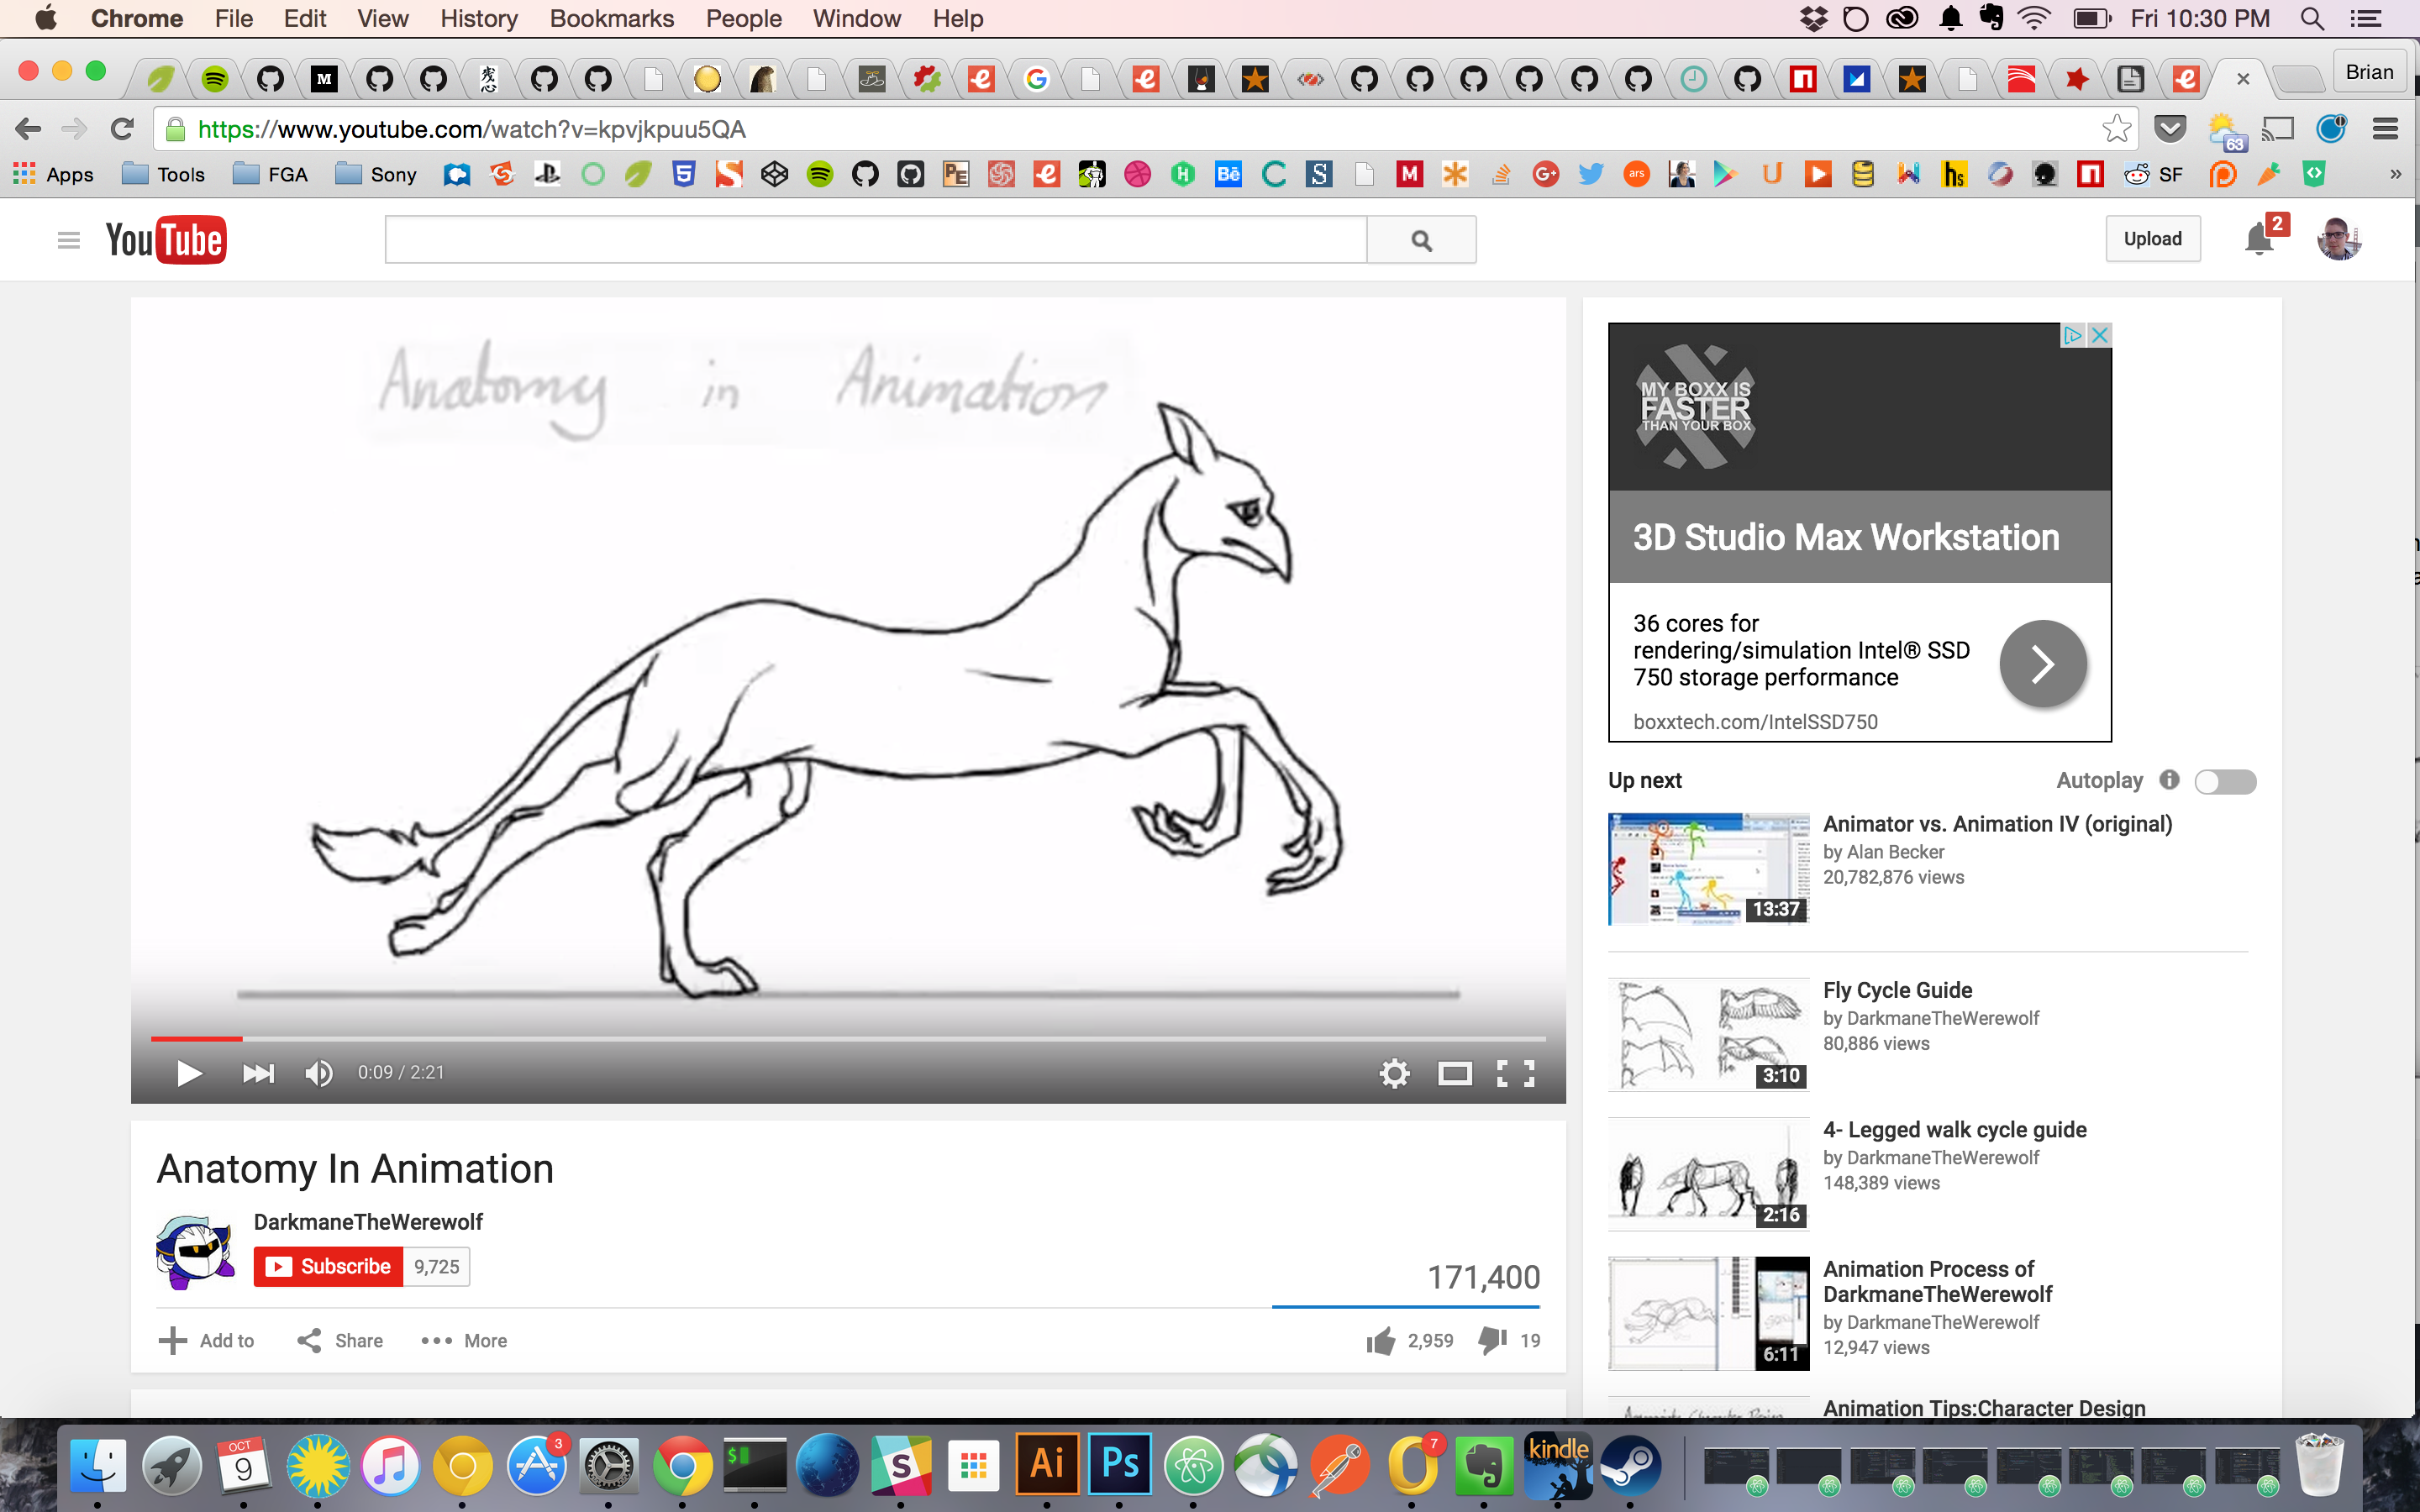 Chrome File Edit View History Bookmarks People Window Help Fri 10:30 PM
M Brian
https://www.youtube.com/watch?v=kpvjkpuu5QA
63
Apps Tools FGA Sony PE H Bē C S M G+ ars U hs SF »
YouTube Upload 2
Anatomy in Animation
MY BOXX IS
FASTER
THAN YOUR BOX
3D Studio Max Workstation
36 cores for
rendering/simulation Intel® SSD
750 storage performance
boxxtech.com/IntelSSD750
0:09 / 2:21
Anatomy In Animation
DarkmaneTheWerewolf
Subscribe 9,725
171,400
Add to Share More 2,959 19
Up next Autoplay
Animator vs. Animation IV (original)
by Alan Becker
20,782,876 views
13:37
Fly Cycle Guide
by DarkmaneTheWerewolf
80,886 views
3:10
4- Legged walk cycle guide
by DarkmaneTheWerewolf
148,389 views
2:16
Animation Process of
DarkmaneTheWerewolf
by DarkmaneTheWerewolf
12,947 views
6:11
Animation Tips:Character Design
OCT
9 3 $ S Ai Ps 7 kindle